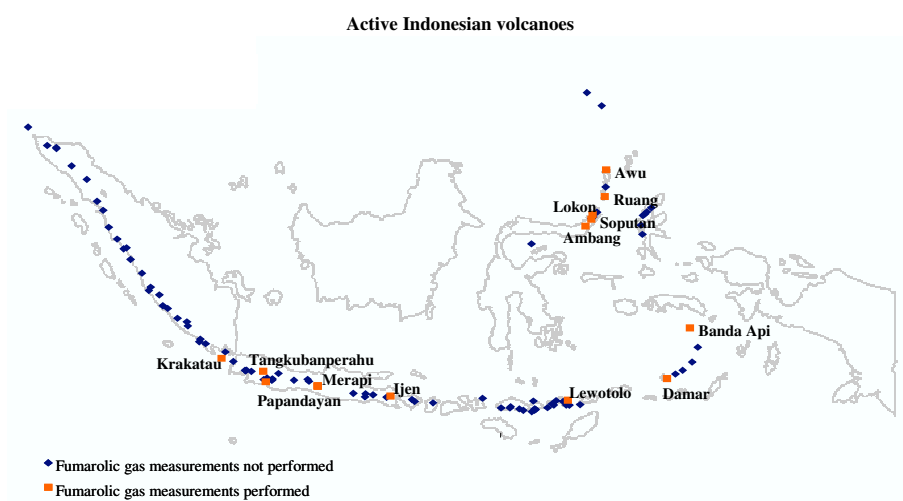 Active Indonesian volcanoes
Awu
Ruang
Lokon
Soputan
Ambang
Banda Api
Krakatau
Tangkubanperahu
Merapi
Ijen
Papandayan
Lewotolo
Damar
Fumarolic gas measurements not performed
Fumarolic gas measurements performed